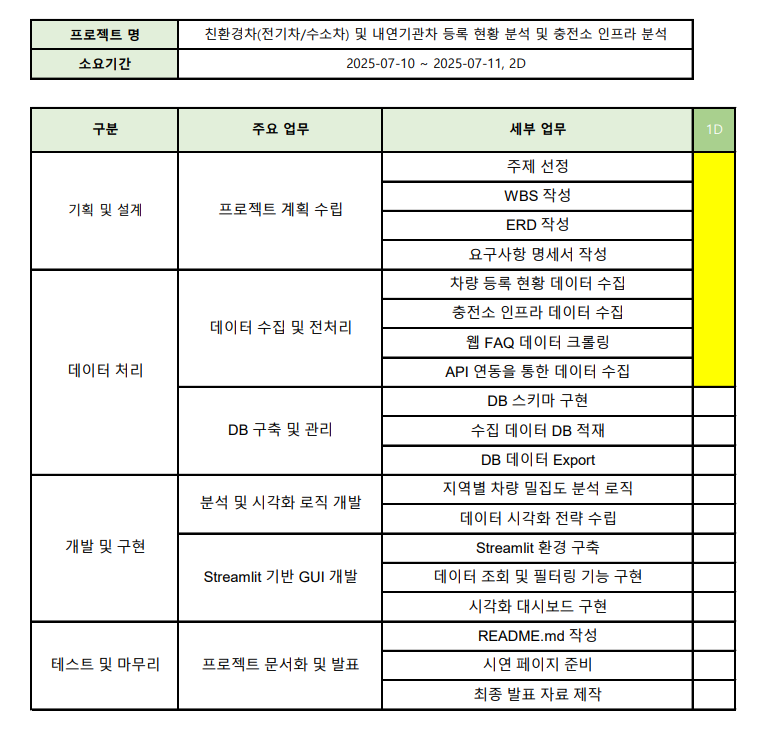 프로젝트 명 친환경차(전기차/수소차) 및 내연기관차 등록 현황 분석 및 충전소 인프라 분석
소요기간 2025-07-10 ~ 2025-07-11, 2D
구분 주요 업무 세부 업무 1D
기획 및 설계 프로젝트 계획 수립 주제 선정
WBS 작성
ERD 작성
요구사항 명세서 작성
데이터 처리 데이터 수집 및 전처리 차량 등록 현황 데이터 수집
충전소 인프라 데이터 수집
웹 FAQ 데이터 크롤링
API 연동을 통한 데이터 수집
DB 구축 및 관리 DB 스키마 구현
수집 데이터 DB 적재
DB 데이터 Export
개발 및 구현 분석 및 시각화 로직 개발 지역별 차량 밀집도 분석 로직
데이터 시각화 전략 수립
Streamlit 기반 GUI 개발 Streamlit 환경 구축
데이터 조회 및 필터링 기능 구현
시각화 대시보드 구현
테스트 및 마무리 프로젝트 문서화 및 발표 README.md 작성
시연 페이지 준비
최종 발표 자료 제작